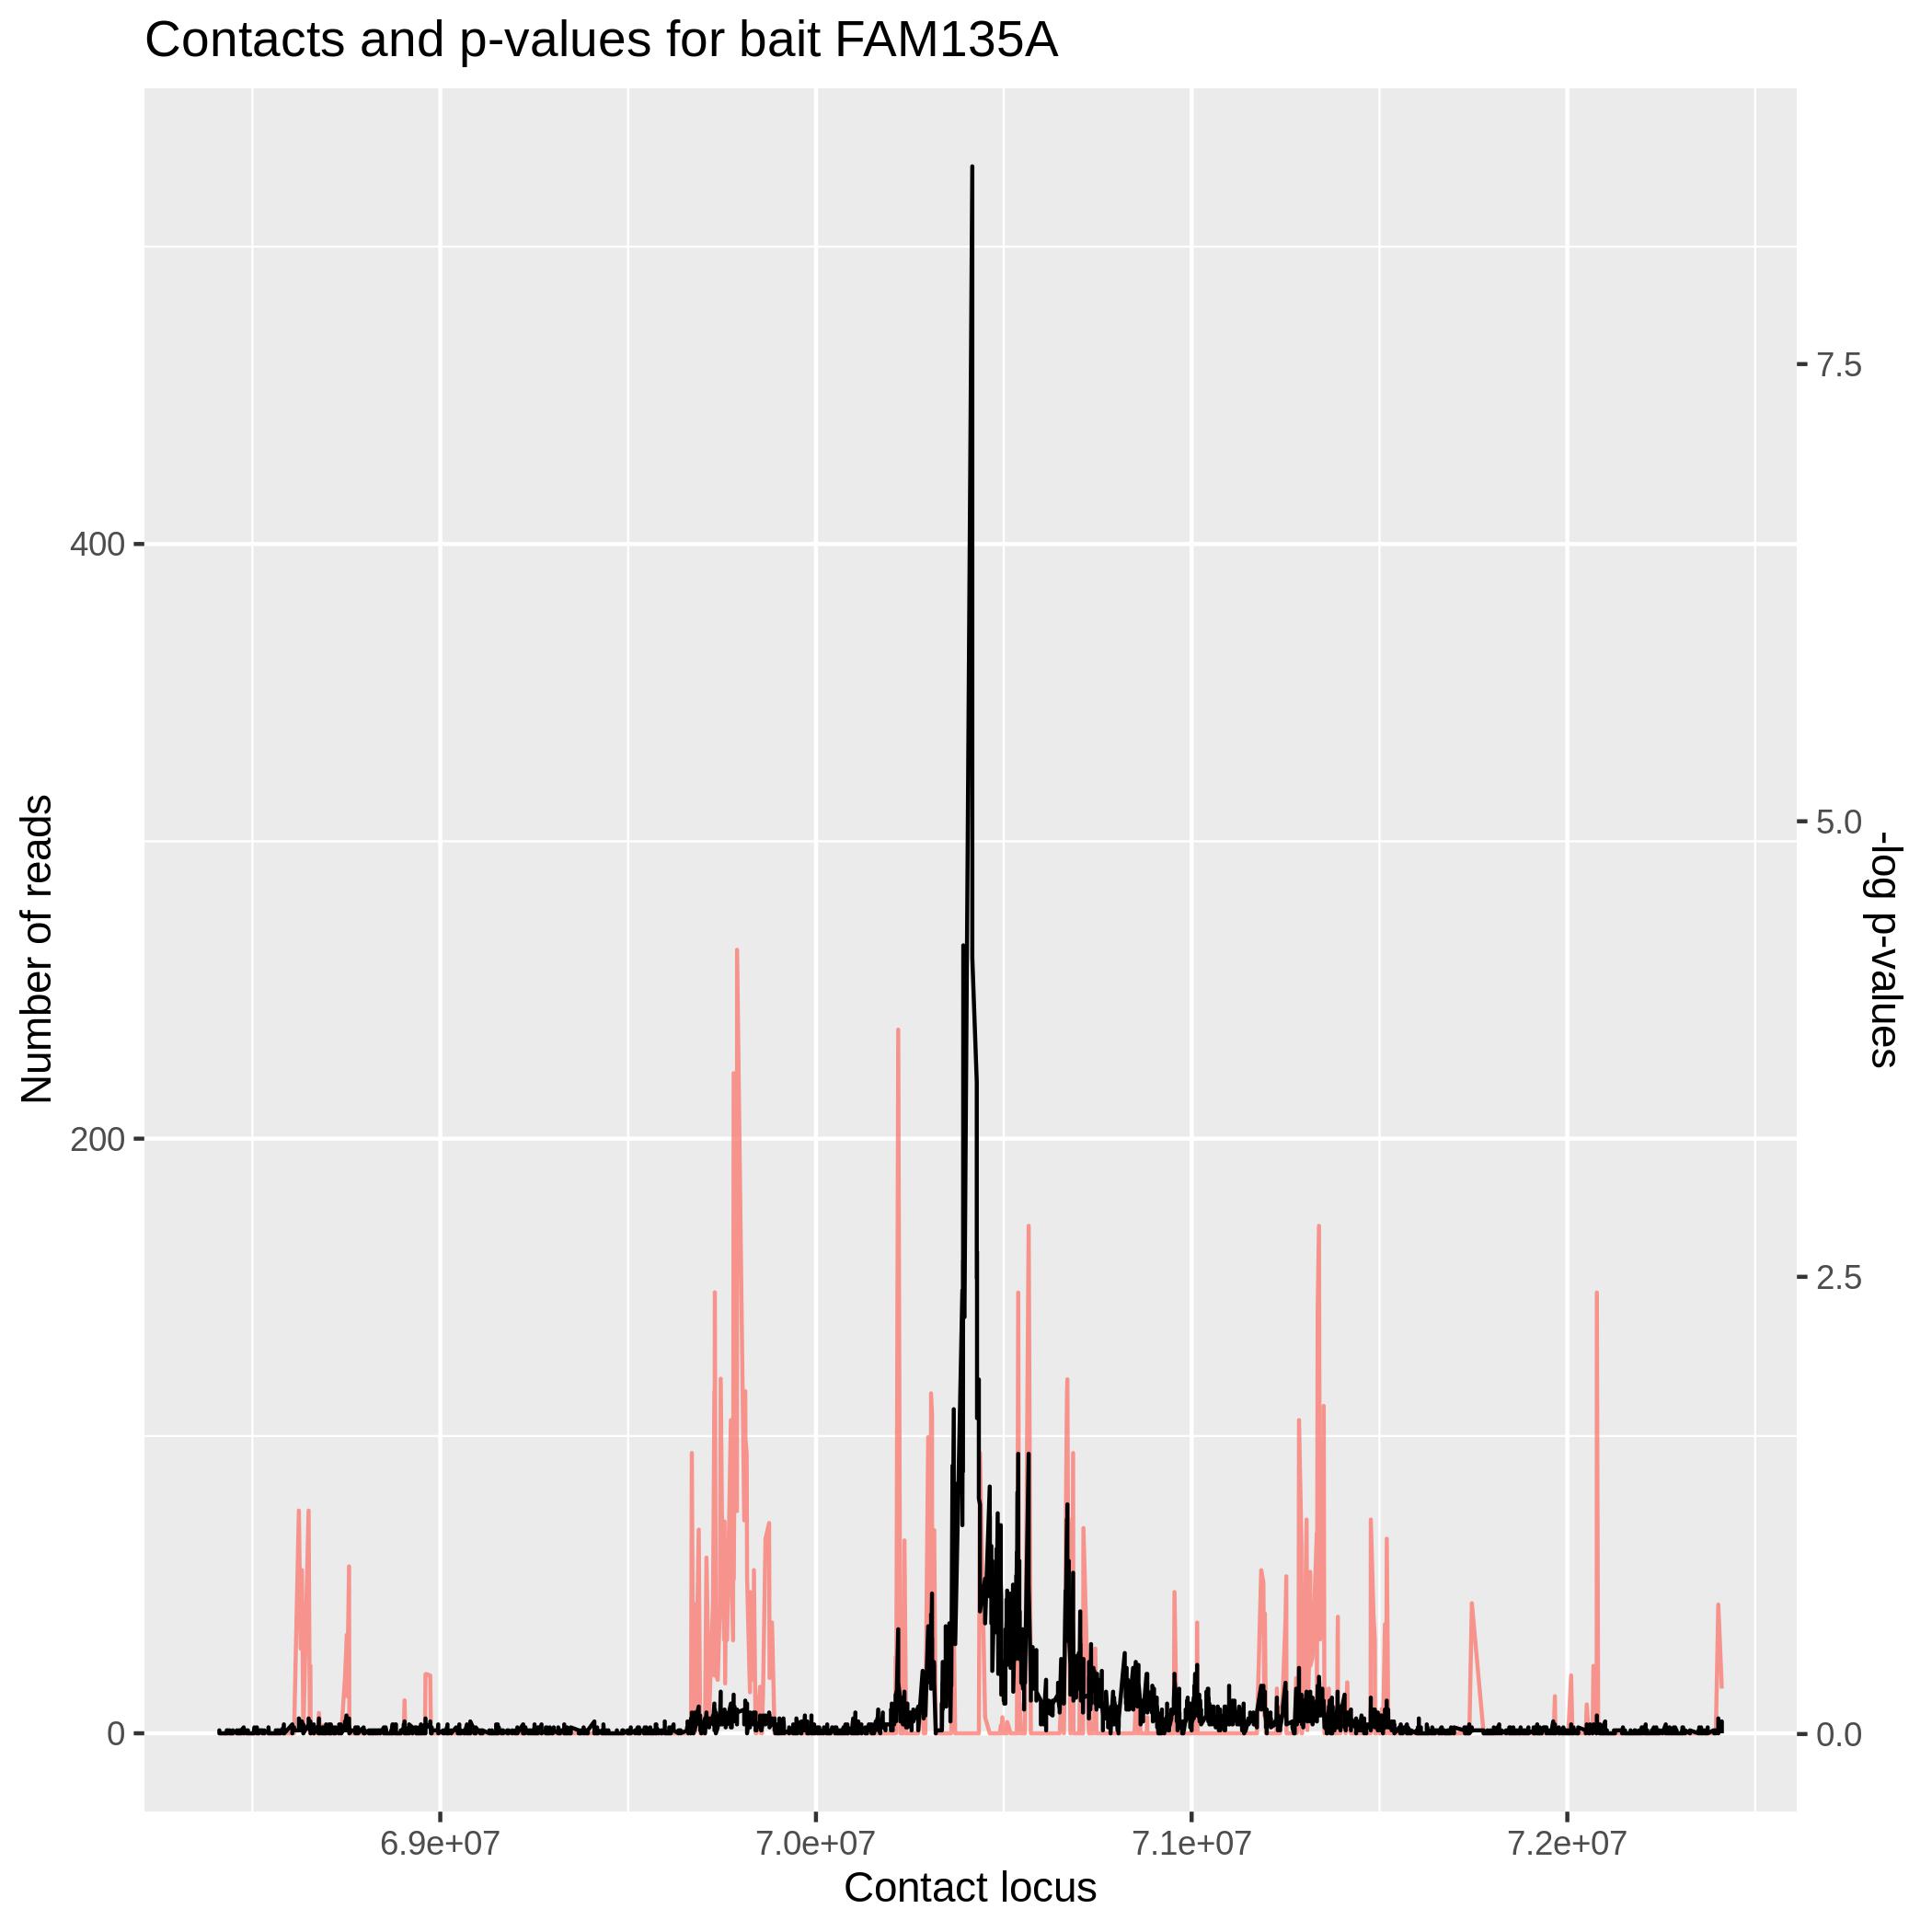 Contacts and p-values for bait FAM135A
Number of reads
400
200
0
7.5
5.0
2.5
0.0
-log p-values
6.9e+07 7.0e+07 7.1e+07 7.2e+07
Contact locus